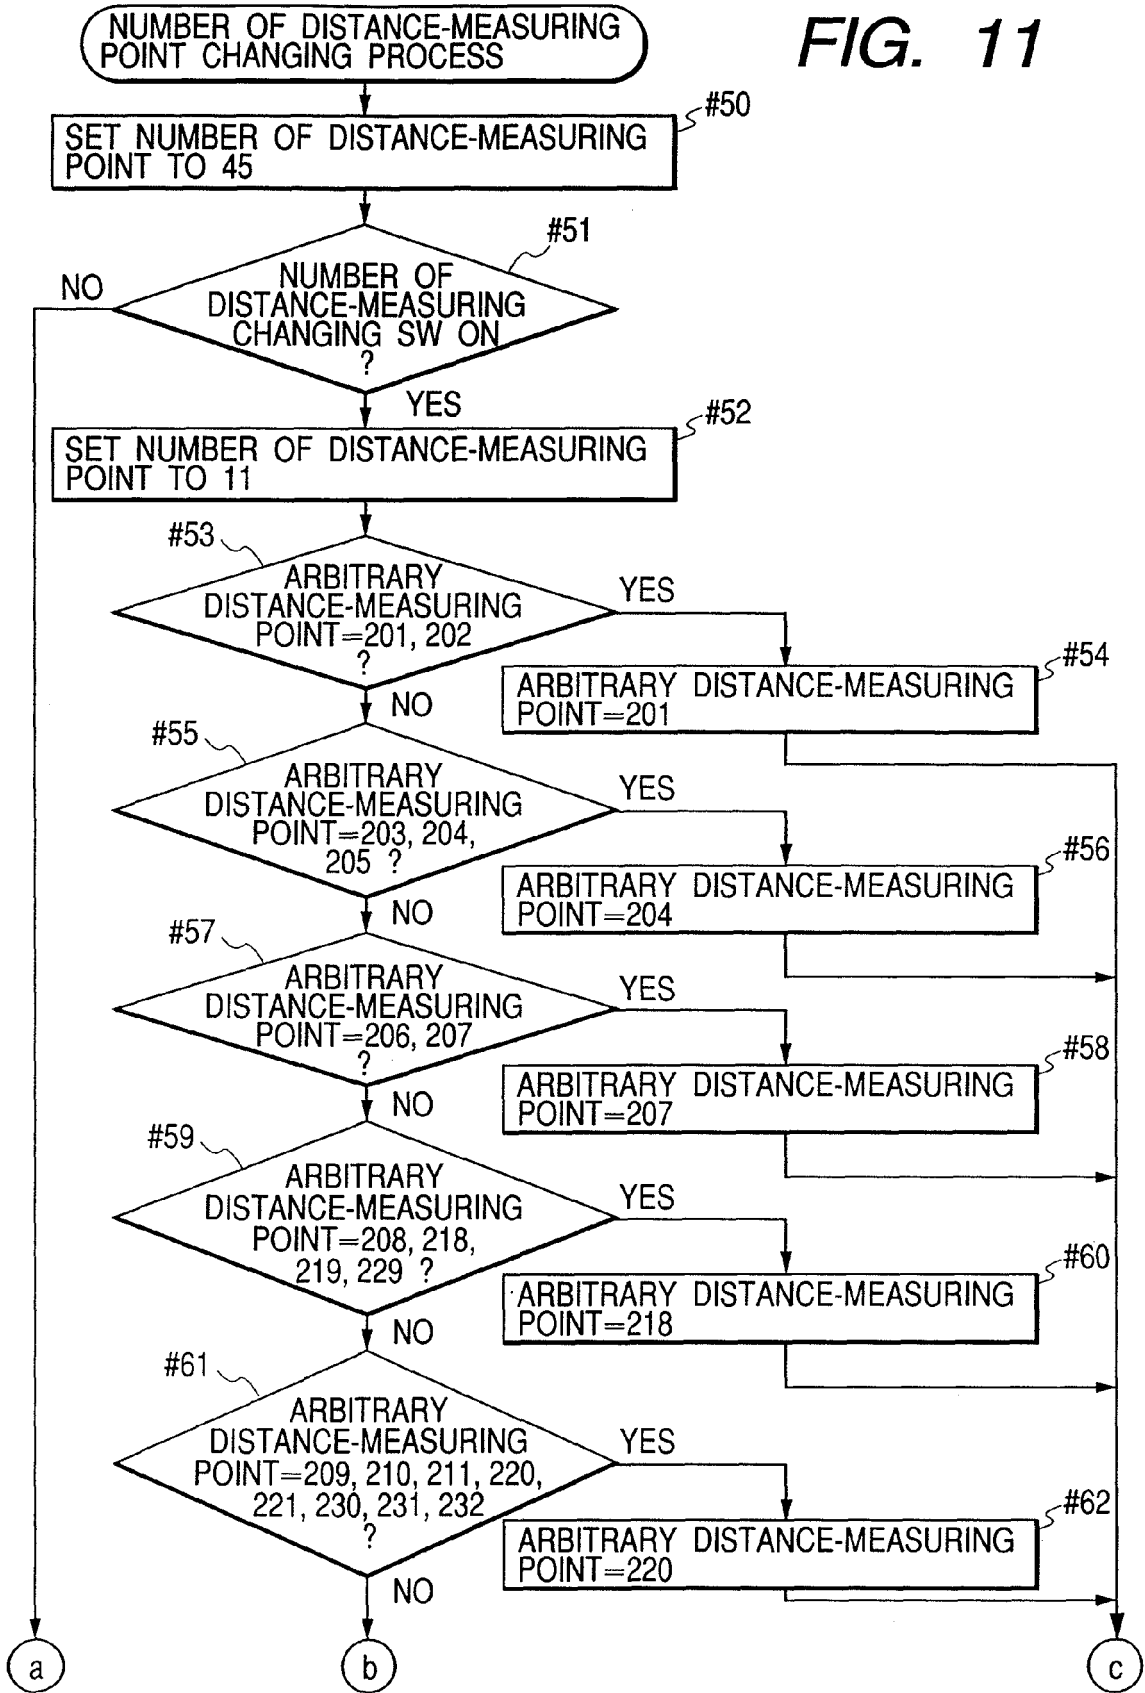 NUMBER OF DISTANCE-MEASURING
POINT CHANGING PROCESS
FIG. 11
#50
SET NUMBER OF DISTANCE-MEASURING
POINT TO 45
#51
NUMBER OF
DISTANCE-MEASURING
CHANGING SW ON
?
NO
YES
#52
SET NUMBER OF DISTANCE-MEASURING
POINT TO 11
#53
ARBITRARY
DISTANCE-MEASURING
POINT=201, 202
?
YES
NO
#54
ARBITRARY DISTANCE-MEASURING
POINT=201
#55
ARBITRARY
DISTANCE-MEASURING
POINT=203, 204,
205 ?
YES
NO
#56
ARBITRARY DISTANCE-MEASURING
POINT=204
#57
ARBITRARY
DISTANCE-MEASURING
POINT=206, 207
?
YES
NO
#58
ARBITRARY DISTANCE-MEASURING
POINT=207
#59
ARBITRARY
DISTANCE-MEASURING
POINT=208, 218,
219, 229 ?
YES
NO
#60
ARBITRARY DISTANCE-MEASURING
POINT=218
#61
ARBITRARY
DISTANCE-MEASURING
POINT=209, 210, 211, 220,
221, 230, 231, 232
?
YES
NO
#62
ARBITRARY DISTANCE-MEASURING
POINT=220
a
b
c